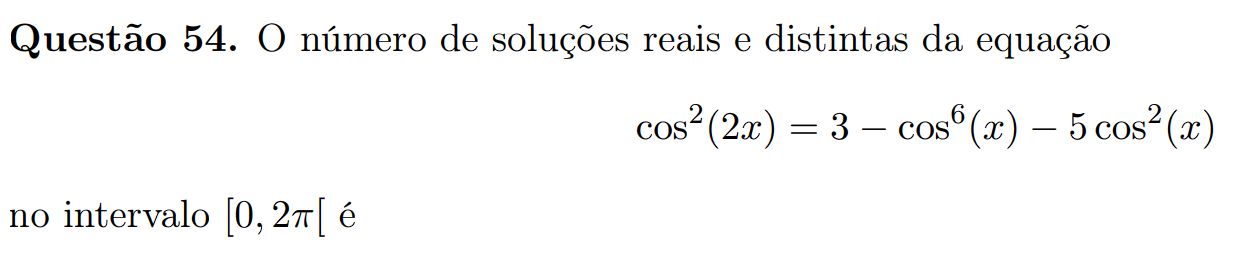 Questão 54. O número de soluções reais e distintas da equação
cos²(2x) = 3 − cos⁶(x) − 5 cos²(x)
no intervalo [0, 2π[ é